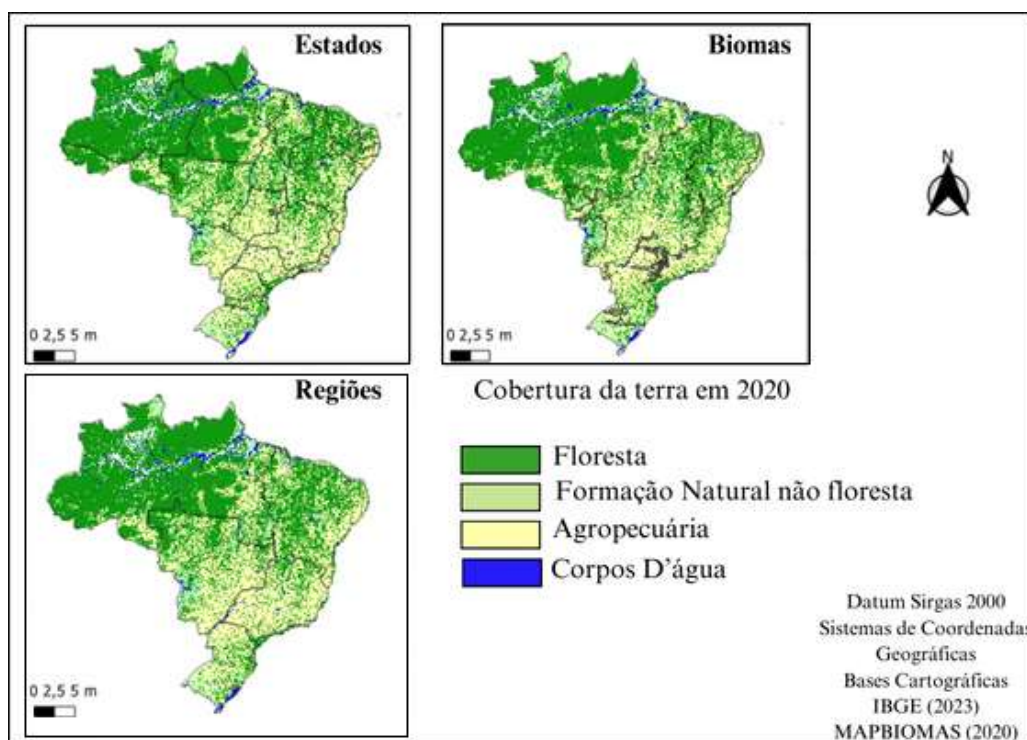 Estados
0 2,5 5 m
Biomas
0 2,5 5 m
N
Regiões
0 2,5 5 m
Cobertura da terra em 2020
Floresta
Formação Natural não floresta
Agropecuária
Corpos D'água
Datum Sirgas 2000
Sistemas de Coordenadas
Geográficas
Bases Cartográficas
IBGE (2023)
MAPBIOMAS (2020)